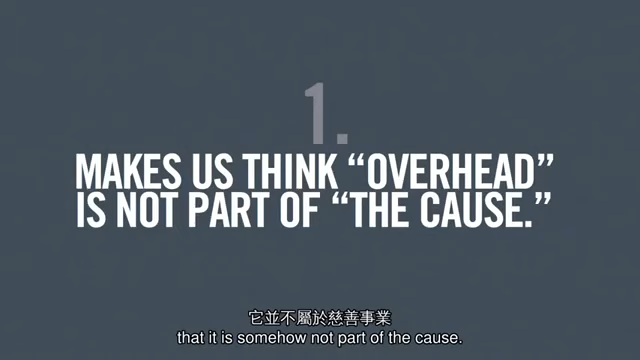 1.
MAKES US THINK “OVERHEAD”
IS NOT PART OF “THE CAUSE.”
它並不屬於慈善事業
that it is somehow not part of the cause.